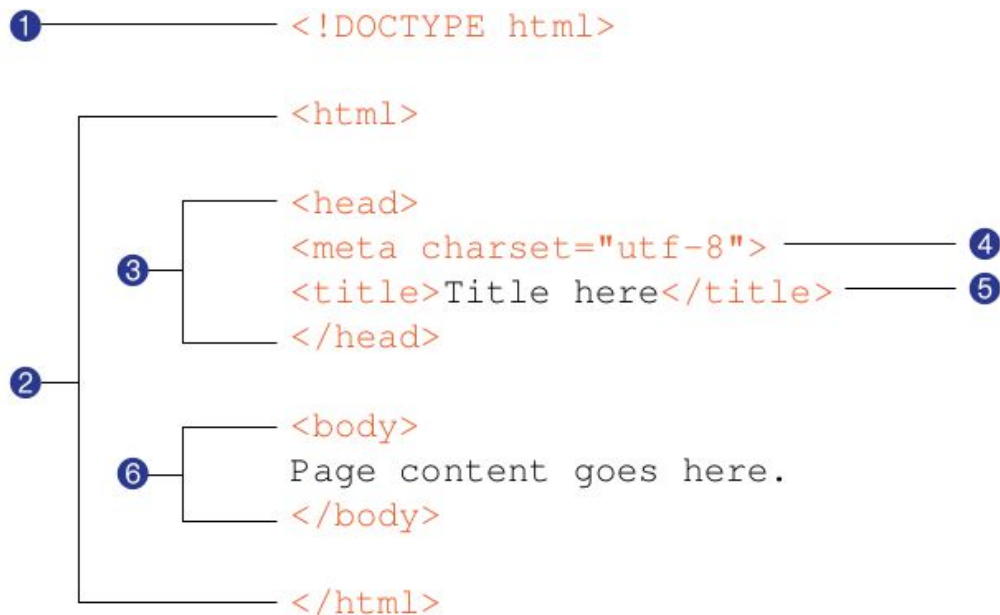 1 <!DOCTYPE html>
<html>
<head>
<meta charset="utf-8"> 4
3 <title>Title here</title> 5
</head>
2
<body>
6 Page content goes here.
</body>
</html>